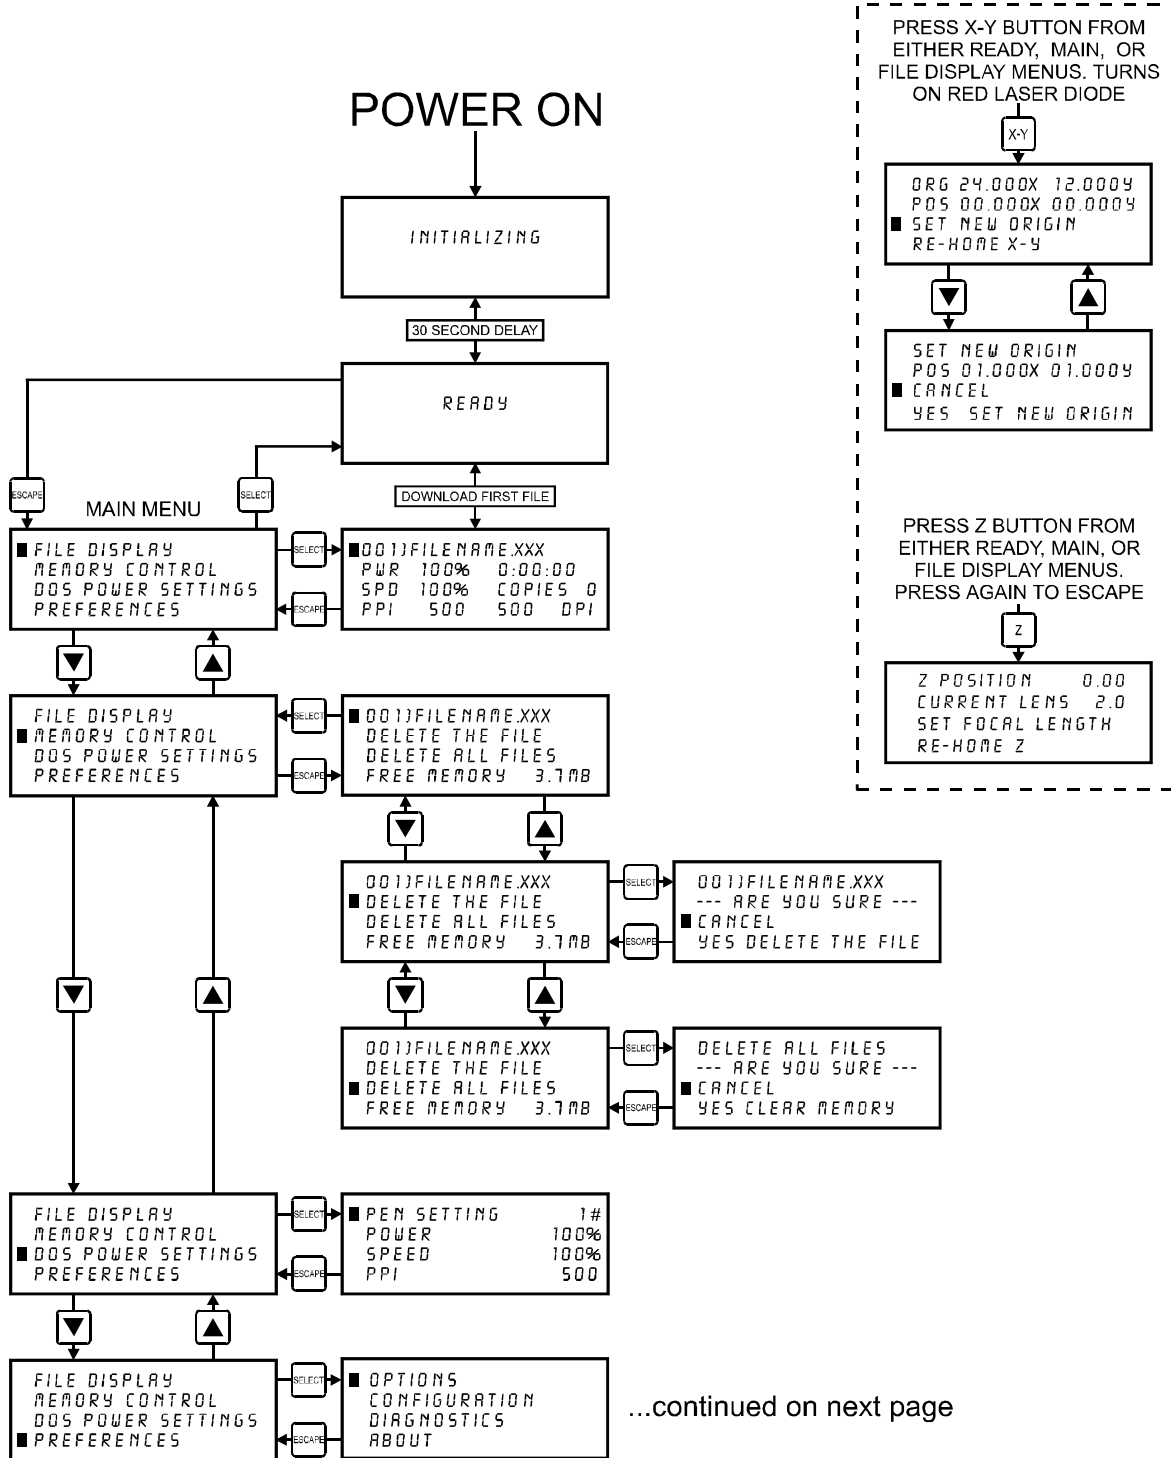 POWER ON
INITIALIZING
30 SECOND DELAY
READY
ESCAPE
SELECT
DOWNLOAD FIRST FILE
MAIN MENU
FILE DISPLAY
MEMORY CONTROL
DOS POWER SETTINGS
PREFERENCES
SELECT
ESCAPE
001)FILENAME.XXX
PWR 100% 0:00:00
SPD 100% COPIES 0
PPI 500 500 DPI
FILE DISPLAY
MEMORY CONTROL
DOS POWER SETTINGS
PREFERENCES
SELECT
ESCAPE
001)FILENAME.XXX
DELETE THE FILE
DELETE ALL FILES
FREE MEMORY 3.7MB
001)FILENAME.XXX
DELETE THE FILE
DELETE ALL FILES
FREE MEMORY 3.7MB
SELECT
ESCAPE
001)FILENAME.XXX
--- ARE YOU SURE ---
CANCEL
YES DELETE THE FILE
001)FILENAME.XXX
DELETE THE FILE
DELETE ALL FILES
FREE MEMORY 3.7MB
SELECT
ESCAPE
DELETE ALL FILES
--- ARE YOU SURE ---
CANCEL
YES CLEAR MEMORY
FILE DISPLAY
MEMORY CONTROL
DOS POWER SETTINGS
PREFERENCES
SELECT
ESCAPE
PEN SETTING 1#
POWER 100%
SPEED 100%
PPI 500
FILE DISPLAY
MEMORY CONTROL
DOS POWER SETTINGS
PREFERENCES
SELECT
ESCAPE
OPTIONS
CONFIGURATION
DIAGNOSTICS
ABOUT
...continued on next page
PRESS X-Y BUTTON FROM
EITHER READY, MAIN, OR
FILE DISPLAY MENUS. TURNS
ON RED LASER DIODE
X-Y
ORG 24.000X 12.000Y
POS 00.000X 00.000Y
SET NEW ORIGIN
RE-HOME X-Y
SET NEW ORIGIN
POS 01.000X 01.000Y
CANCEL
YES SET NEW ORIGIN
PRESS Z BUTTON FROM
EITHER READY, MAIN, OR
FILE DISPLAY MENUS.
PRESS AGAIN TO ESCAPE
Z
Z POSITION 0.00
CURRENT LENS 2.0
SET FOCAL LENGTH
RE-HOME Z